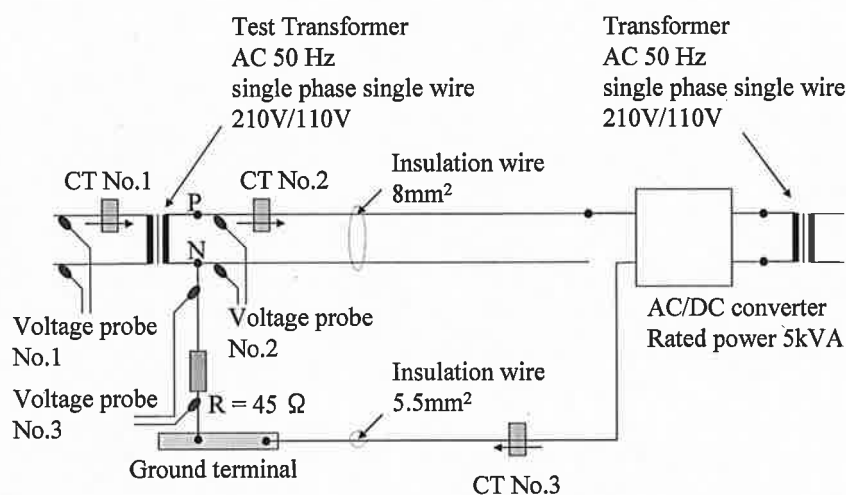 Test Transformer
AC 50 Hz
single phase single wire
210V/110V
Transformer
AC 50 Hz
single phase single wire
210V/110V
CT No.1
CT No.2
Insulation wire
8mm²
P
N
Voltage probe
No.1
Voltage probe
No.2
AC/DC converter
Rated power 5kVA
Voltage probe
No.3
R = 45 Ω
Insulation wire
5.5mm²
Ground terminal
CT No.3